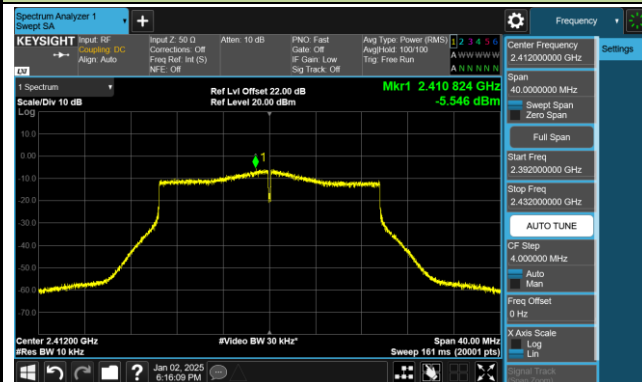 Spectrum Analyzer 1
Swept SA
Frequency
KEYSIGHT
Input: RF
Coupling: DC
Align: Auto
Input Z: 50 Ω
Corrections: Off
Freq Ref: Int (S)
NFE: Off
Atten: 10 dB
PNO: Fast
Gate: Off
IF Gain: Low
Sig Track: Off
Avg Type: Power (RMS)
Avg|Hold: 100/100
Trig: Free Run
1 2 3 4 5 6
A W W W W W
A N N N N N
LXI
1 Spectrum
Scale/Div 10 dB
Log
Ref Lvl Offset 22.00 dB
Ref Level 20.00 dBm
Mkr1 2.410 824 GHz
-5.546 dBm
10.0
0.00
-10.0
-20.0
-30.0
-40.0
-50.0
-60.0
-70.0
1
Center 2.41200 GHz
#Res BW 10 kHz
#Video BW 30 kHz*
Span 40.00 MHz
Sweep 161 ms (20001 pts)
Jan 02, 2025
6:16:09 PM
Settings
Center Frequency
2.412000000 GHz
Span
40.0000000 MHz
Swept Span
Zero Span
Full Span
Start Freq
2.392000000 GHz
Stop Freq
2.432000000 GHz
AUTO TUNE
CF Step
4.000000 MHz
Auto
Man
Freq Offset
0 Hz
X Axis Scale
Log
Lin
Signal Track